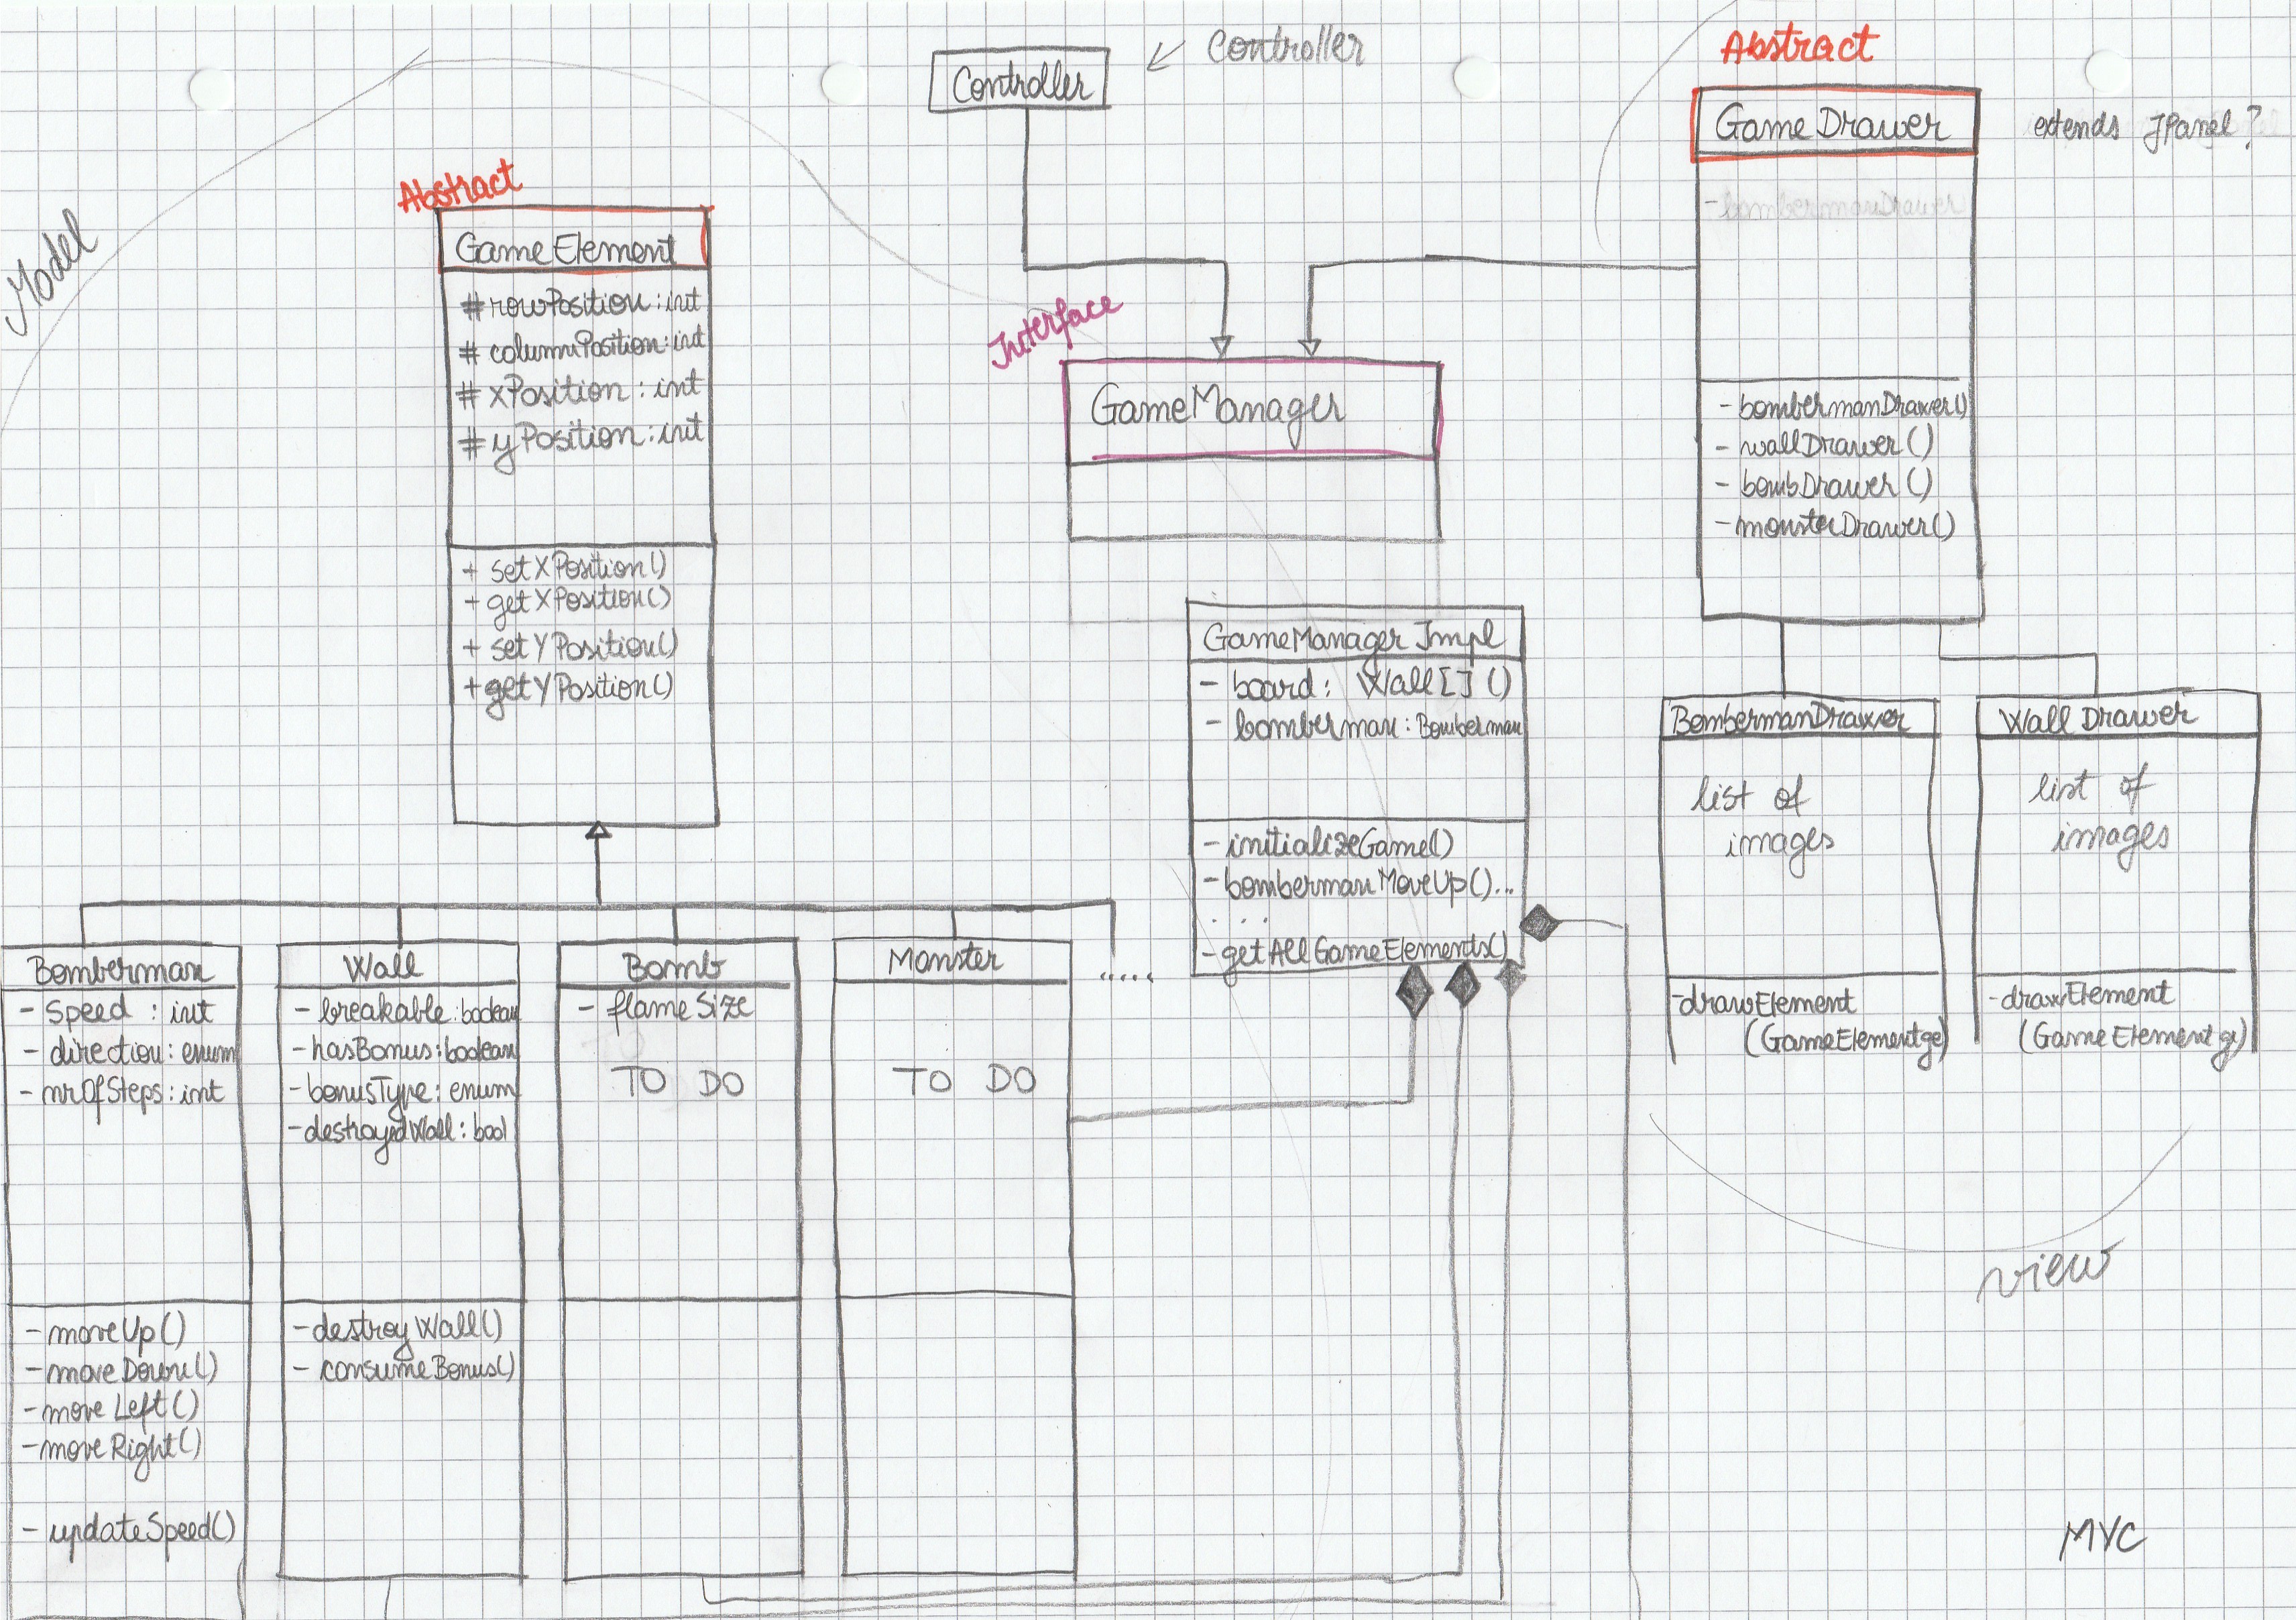 Controller
Controller
Abstract
GameDrawer
extends JPanel?
- bombermanDrawer()
- wallDrawer()
- bombDrawer()
- monsterDrawer()
Model
Abstract
GameElement
# rowPosition: int
# columnPosition: int
# xPosition: int
# yPosition: int
+ setXPosition()
+ getXPosition()
+ setYPosition()
+ getYPosition()
Interface
GameManager
GameManagerImpl
- board: Wall[]()
- bomberman: Bomberman
- initializeGame()
- bombermanMoveUp()...
...
- getAllGameElements()
BombermanDrawer
list of
images
- drawElement
(GameElement ge)
WallDrawer
list of
images
- drawElement
(GameElement ge)
Bomberman
- speed: int
- direction: enum
- nrOfSteps: int
- moveUp()
- moveDown()
- moveLeft()
- moveRight()
- updateSpeed()
Wall
- breakable: boolean
- hasBonus: boolean
- bonusType: enum
- destroyedWall: bool
- destroyWall()
- consumeBonus()
Bomb
- flameSize
TO DO
Monster
TO DO
.....
view
MVC